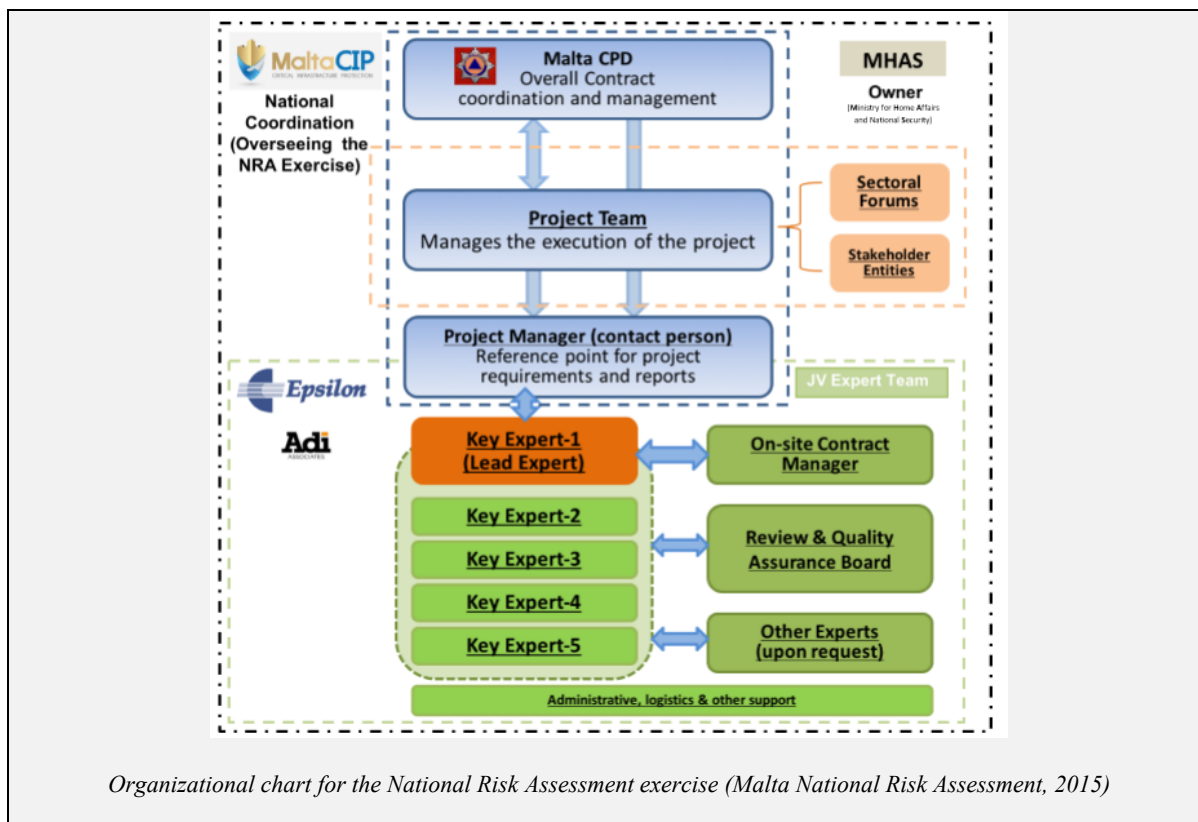 MaltaCIP
CRITICAL INFRASTRUCTURE PROTECTION
National
Coordination
(Overseeing the
NRA Exercise)
Malta CPD
Overall Contract
coordination and management
MHAS
Owner
(Ministry for Home Affairs
and National Security)
Project Team
Manages the execution of the project
Sectoral
Forums
Stakeholder
Entities
Project Manager (contact person)
Reference point for project
requirements and reports
Epsilon
Adi
ASSOCIATES
JV Expert Team
Key Expert-1
(Lead Expert)
On-site Contract
Manager
Key Expert-2
Key Expert-3
Key Expert-4
Key Expert-5
Review & Quality
Assurance Board
Other Experts
(upon request)
Administrative, logistics & other support
Organizational chart for the National Risk Assessment exercise (Malta National Risk Assessment, 2015)